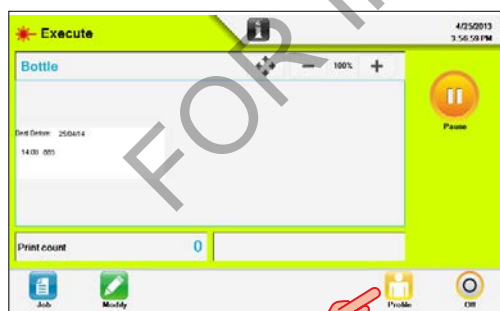 Execute
4/25/2013
3:56:59 PM
Bottle
100%
Pause
Best Before: 25/04/14
14:08 885
Print count 0
Job
Modify
Profile
Off
FOR